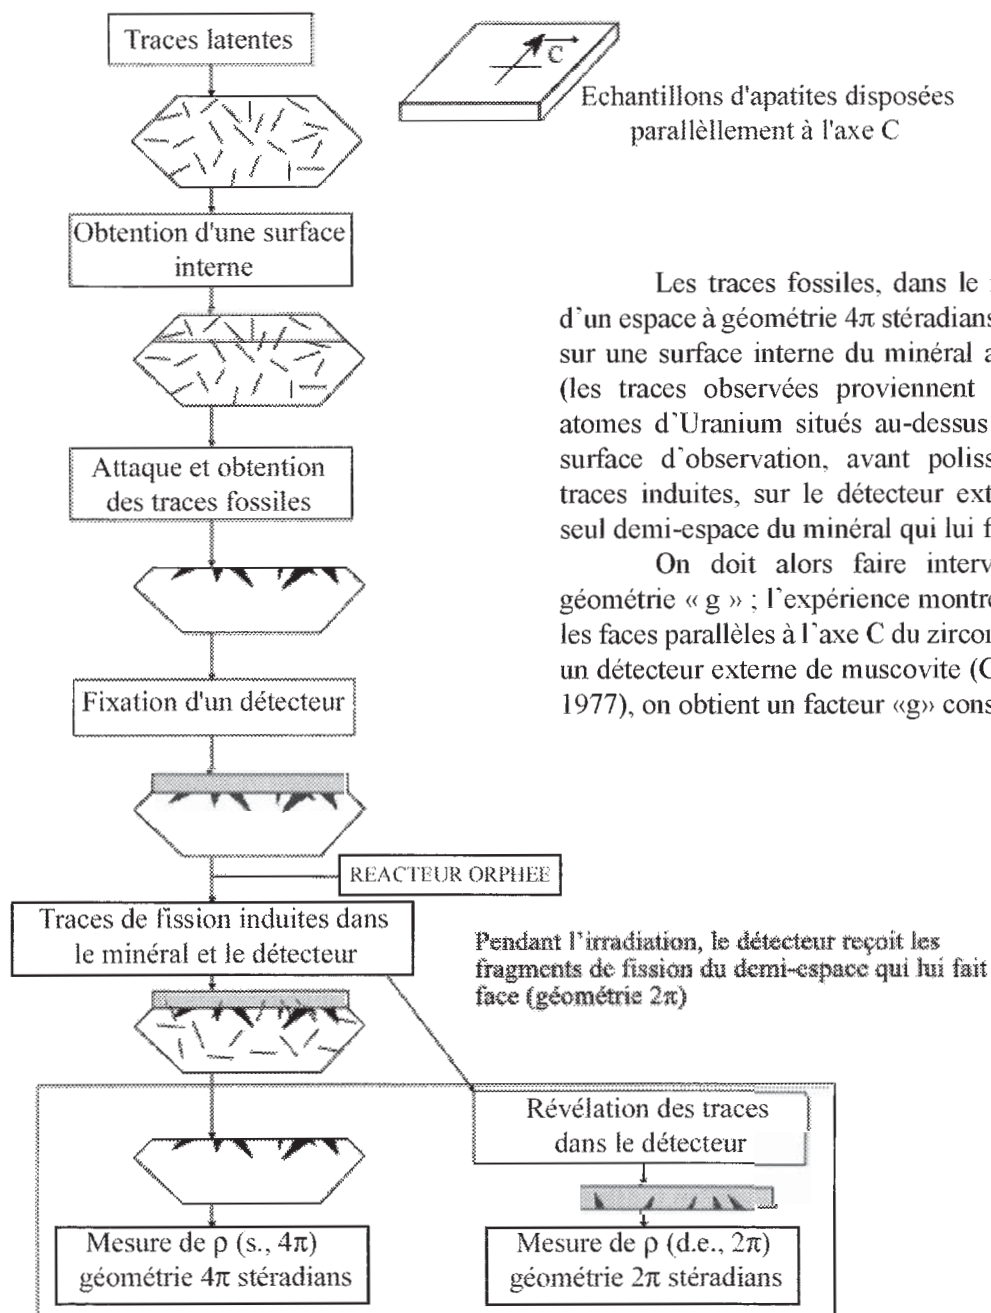 Traces latentes
C
Echantillons d'apatites disposées
parallèllement à l'axe C
Obtention d'une surface
interne
Les traces fossiles, dans le
d'un espace à géométrie 4π stéradians
sur une surface interne du minéral
(les traces observées proviennent
atomes d'Uranium situés au-dessus
surface d'observation, avant poliss
traces induites, sur le détecteur ext
seul demi-espace du minéral qui lui f
On doit alors faire interv
géométrie « g » ; l'expérience montre
les faces parallèles à l'axe C du zircon
un détecteur externe de muscovite (G
1977), on obtient un facteur «g» cons
Attaque et obtention
des traces fossiles
Fixation d'un détecteur
REACTEUR ORPHEE
Traces de fission induites dans
le minéral et le détecteur
Pendant l'irradiation, le détecteur reçoit les
fragments de fission du demi-espace qui lui fait
face (géométrie 2π)
Révélation des traces
dans le détecteur
Mesure de ρ (s., 4π)
géométrie 4π stéradians
Mesure de ρ (d.e., 2π)
géométrie 2π stéradians